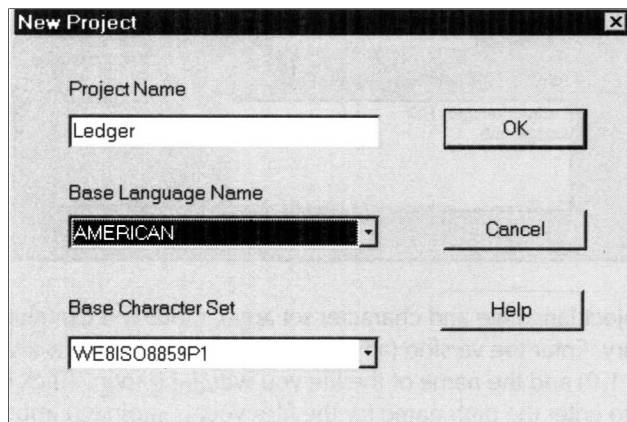 New Project
Project Name
Ledger
OK
Base Language Name
AMERICAN
Cancel
Base Character Set
WE8ISO8859P1
Help